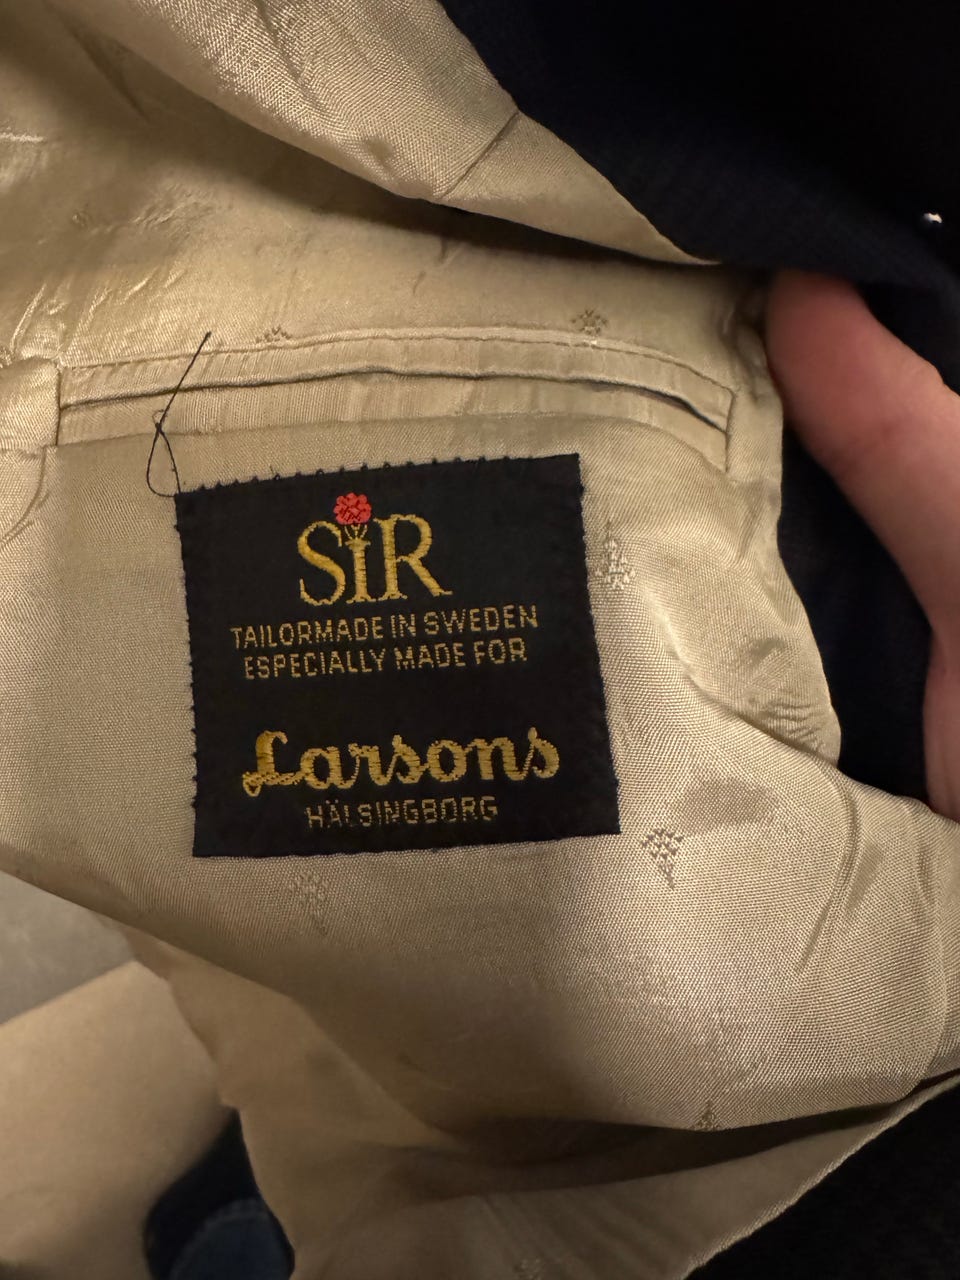 SiR
TAILORMADE IN SWEDEN
ESPECIALLY MADE FOR
Larsons
HÄLSINGBORG